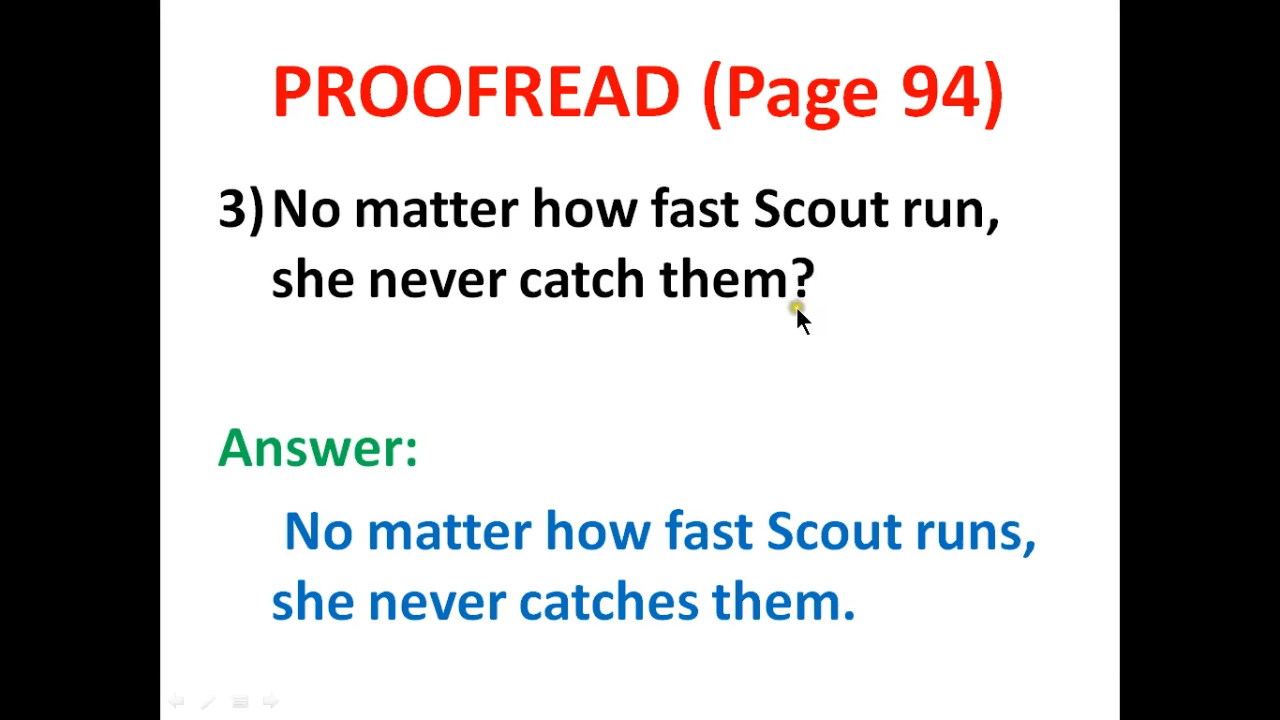 PROOFREAD (Page 94)
3) No matter how fast Scout run,
she never catch them?
Answer:
No matter how fast Scout runs,
she never catches them.